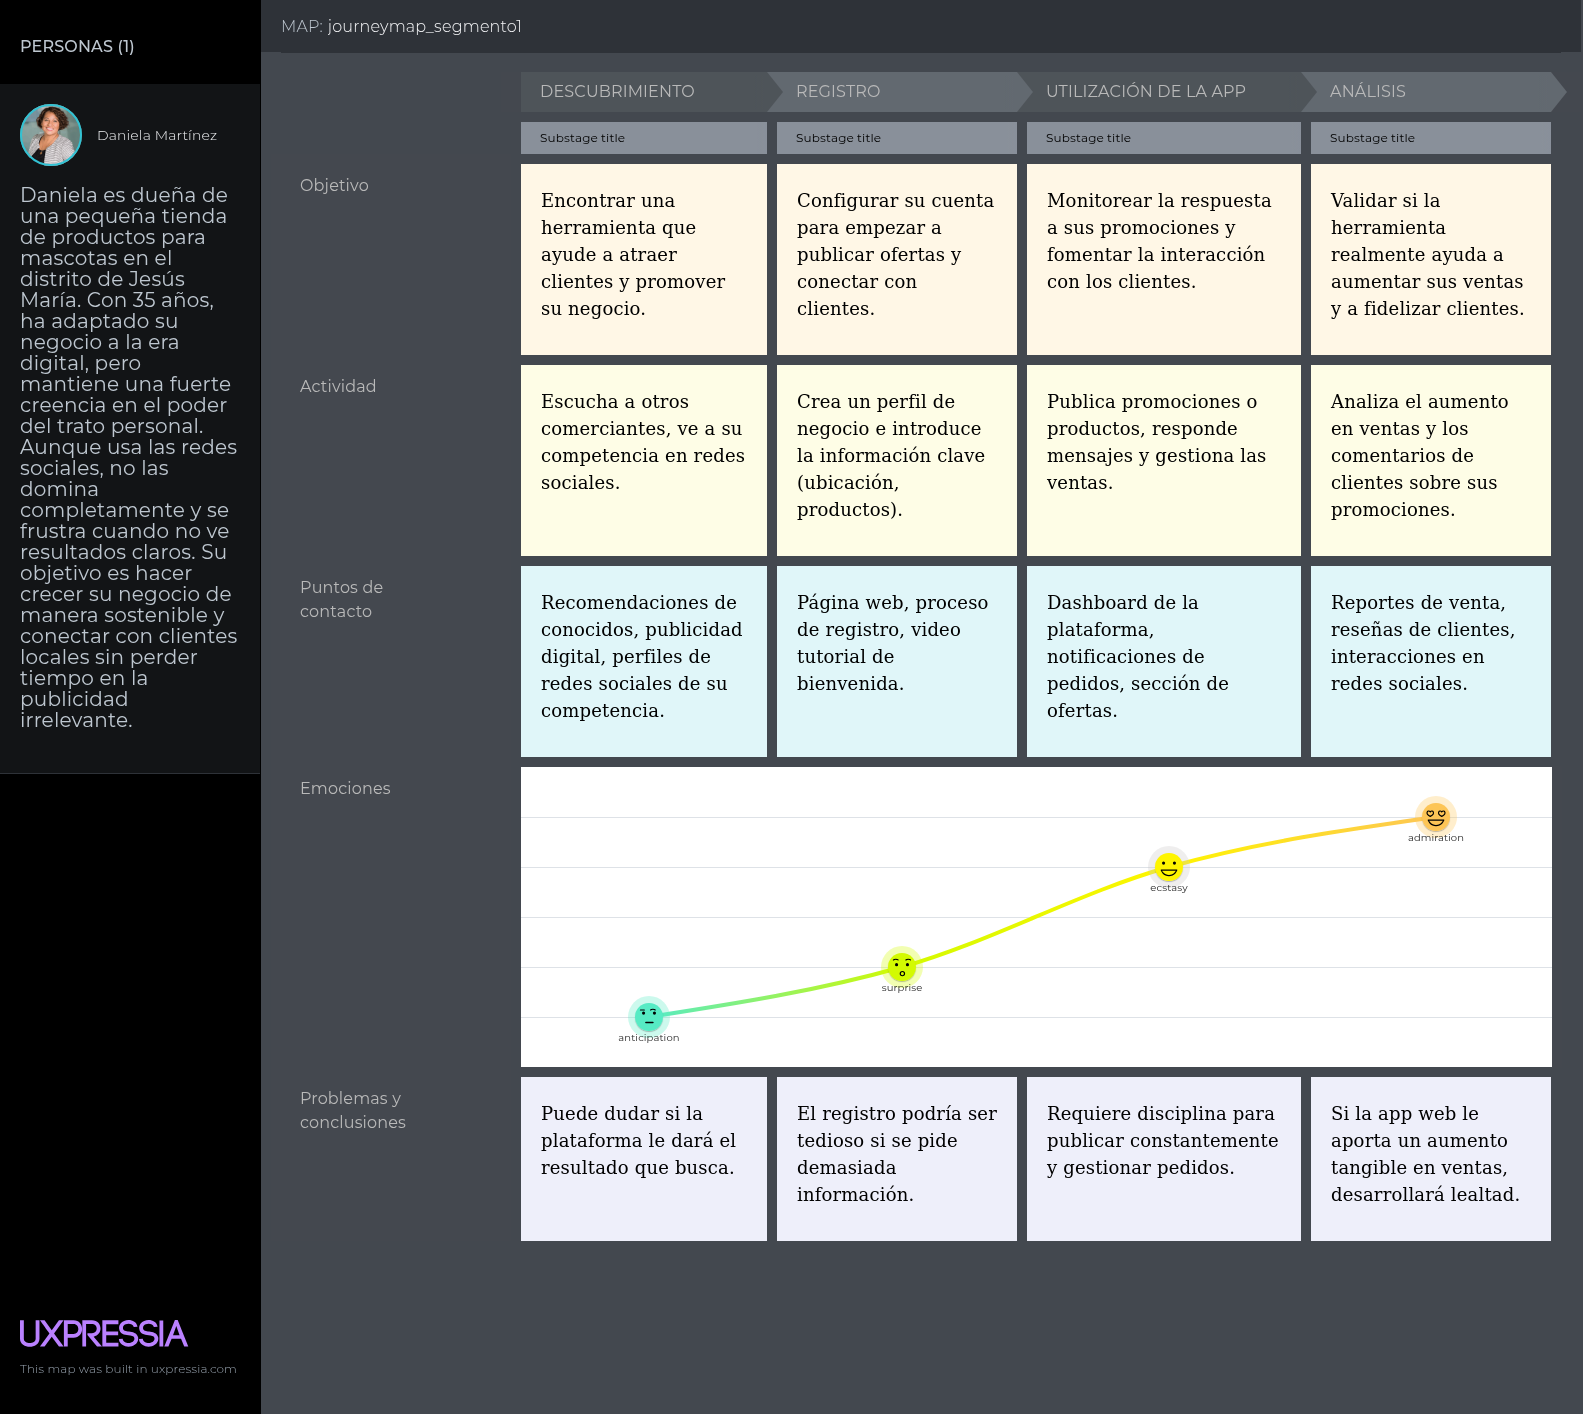 PERSONAS (1)
Daniela Martínez
Daniela es dueña de
una pequeña tienda
de productos para
mascotas en el
distrito de Jesús
María. Con 35 años,
ha adaptado su
negocio a la era
digital, pero
mantiene una fuerte
creencia en el poder
del trato personal.
Aunque usa las redes
sociales, no las
domina
completamente y se
frustra cuando no ve
resultados claros. Su
objetivo es hacer
crecer su negocio de
manera sostenible y
conectar con clientes
locales sin perder
tiempo en la
publicidad
irrelevante.
UXPRESSIA
This map was built in uxpressia.com
MAP: journeymap_segmento1
DESCUBRIMIENTO
REGISTRO
UTILIZACIÓN DE LA APP
ANÁLISIS
Substage title
Substage title
Substage title
Substage title
Objetivo
Encontrar una
herramienta que
ayude a atraer
clientes y promover
su negocio.
Configurar su cuenta
para empezar a
publicar ofertas y
conectar con
clientes.
Monitorear la respuesta
a sus promociones y
fomentar la interacción
con los clientes.
Validar si la
herramienta
realmente ayuda a
aumentar sus ventas
y a fidelizar clientes.
Actividad
Escucha a otros
comerciantes, ve a su
competencia en redes
sociales.
Crea un perfil de
negocio e introduce
la información clave
(ubicación,
productos).
Publica promociones o
productos, responde
mensajes y gestiona las
ventas.
Analiza el aumento
en ventas y los
comentarios de
clientes sobre sus
promociones.
Puntos de
contacto
Recomendaciones de
conocidos, publicidad
digital, perfiles de
redes sociales de su
competencia.
Página web, proceso
de registro, video
tutorial de
bienvenida.
Dashboard de la
plataforma,
notificaciones de
pedidos, sección de
ofertas.
Reportes de venta,
reseñas de clientes,
interacciones en
redes sociales.
Emociones
anticipation
surprise
ecstasy
admiration
Problemas y
conclusiones
Puede dudar si la
plataforma le dará el
resultado que busca.
El registro podría ser
tedioso si se pide
demasiada
información.
Requiere disciplina para
publicar constantemente
y gestionar pedidos.
Si la app web le
aporta un aumento
tangible en ventas,
desarrollará lealtad.